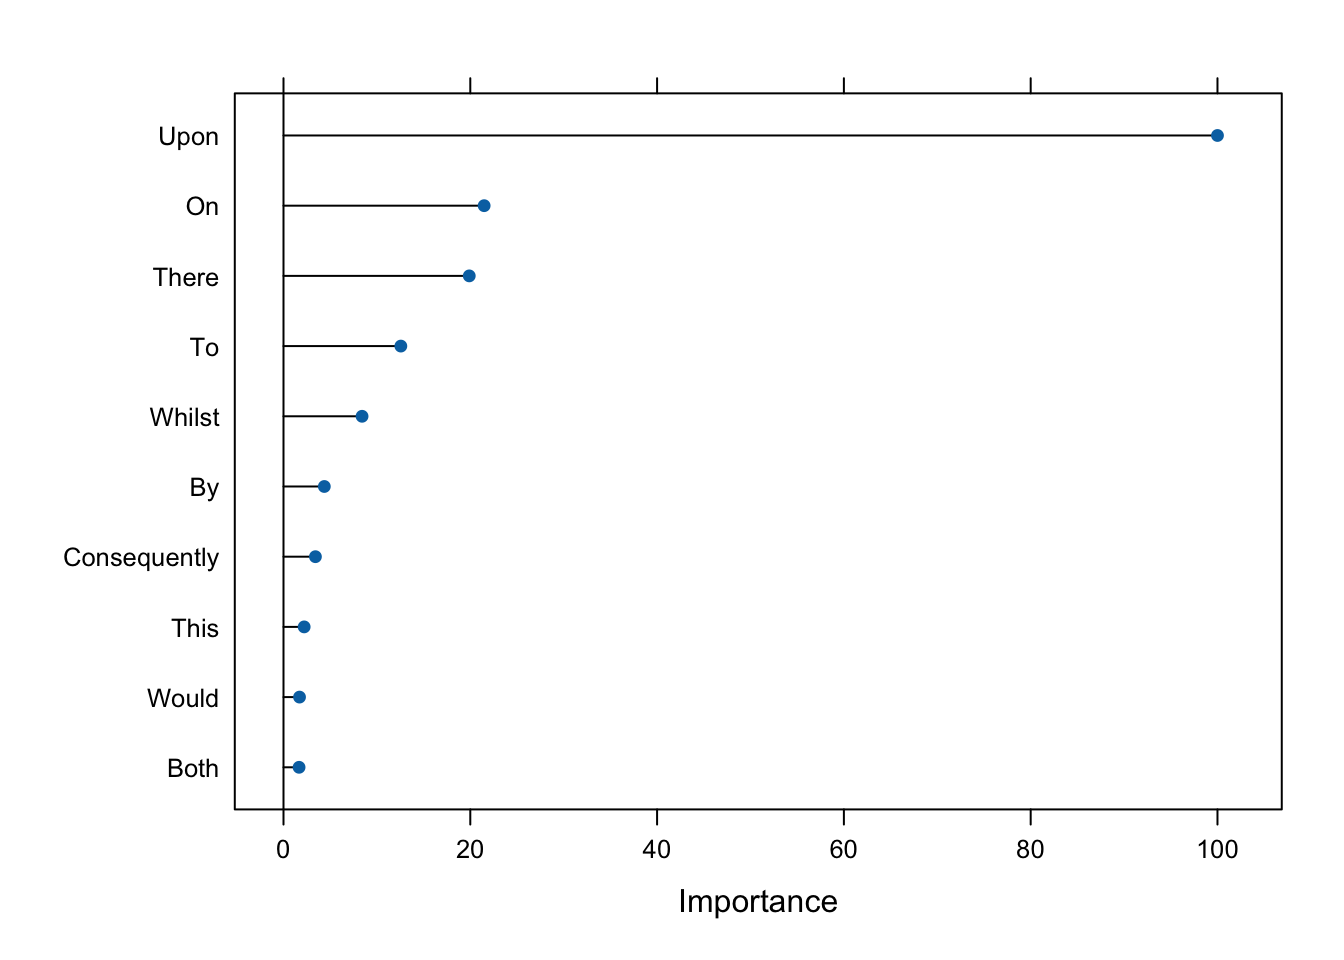 Upon
On
There
To
Whilst
By
Consequently
This
Would
Both
0 20 40 60 80 100
Importance